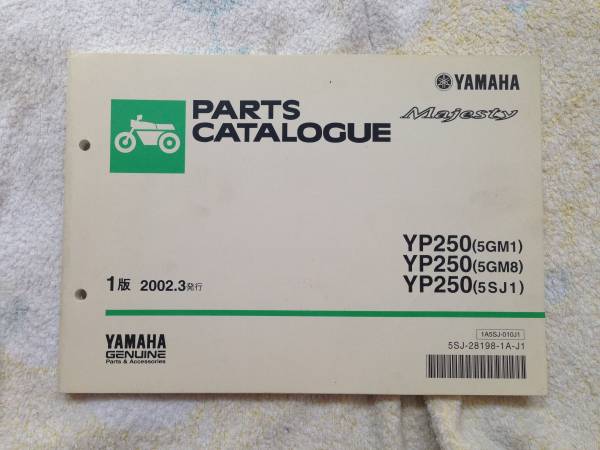 YAMAHA
PARTS
CATALOGUE
Majesty
YP250(5GM1)
YP250(5GM8)
YP250(5SJ1)
1版 2002.3発行
YAMAHA
GENUINE
Parts & Accessories
1A5SJ-010J1
5SJ-28198-1A-J1